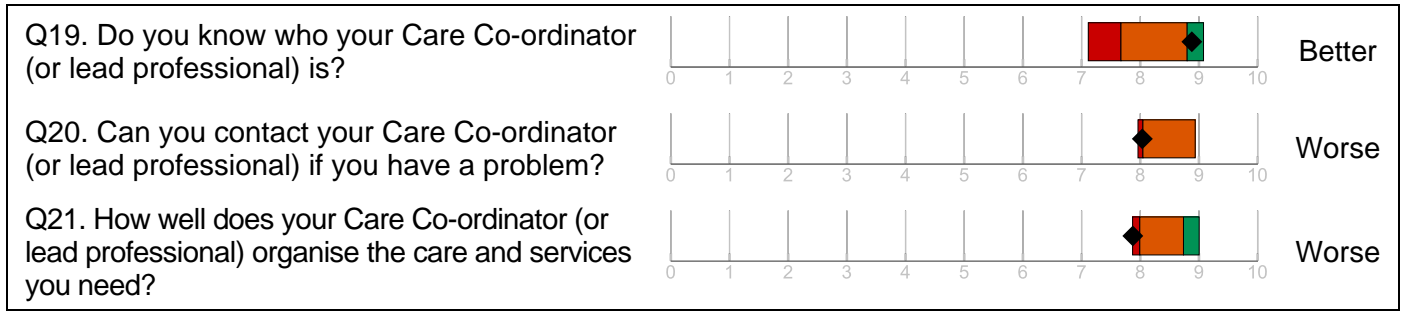 Q19. Do you know who your Care Co-ordinator
(or lead professional) is?
0 1 2 3 4 5 6 7 8 9 10
Better
Q20. Can you contact your Care Co-ordinator
(or lead professional) if you have a problem?
0 1 2 3 4 5 6 7 8 9 10
Worse
Q21. How well does your Care Co-ordinator (or
lead professional) organise the care and services
you need?
0 1 2 3 4 5 6 7 8 9 10
Worse